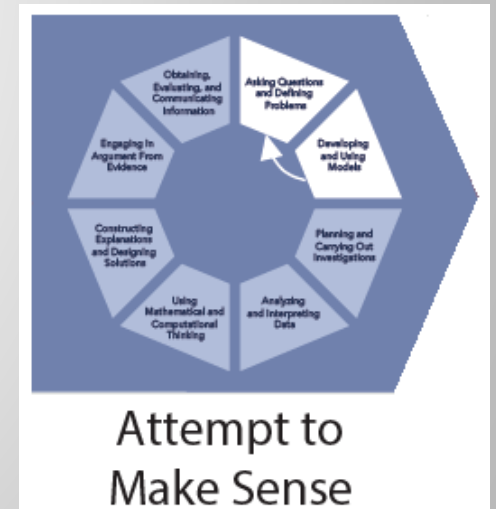 Asking Questions
and Defining
Problems
Developing
and Using
Models
Planning and
Carrying Out
Investigations
Analyzing
and Interpreting
Data
Using
Mathematical and
Computational
Thinking
Constructing
Explanations
and Designing
Solutions
Engaging in
Argument From
Evidence
Obtaining,
Evaluating, and
Communicating
Information
Attempt to
Make Sense